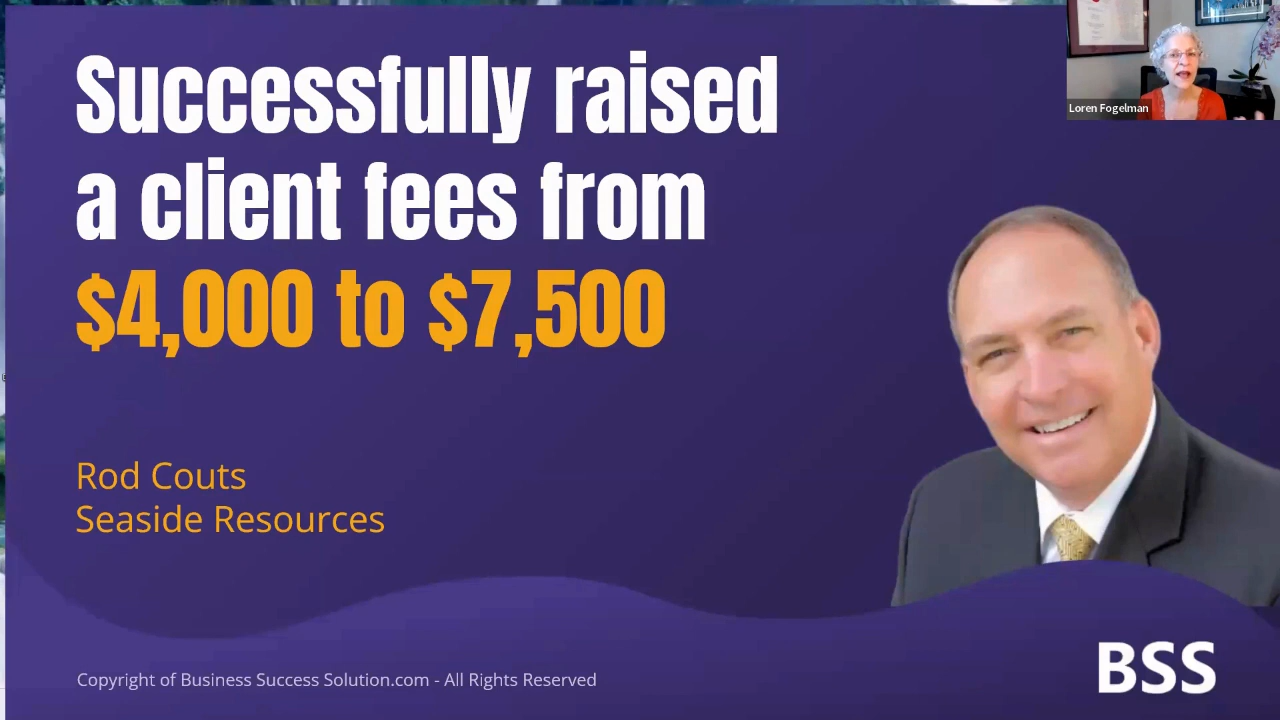 Successfully raised
a client fees from
$4,000 to $7,500
Loren Fogelman
Rod Couts
Seaside Resources
Copyright of Business Success Solution.com - All Rights Reserved
BSS